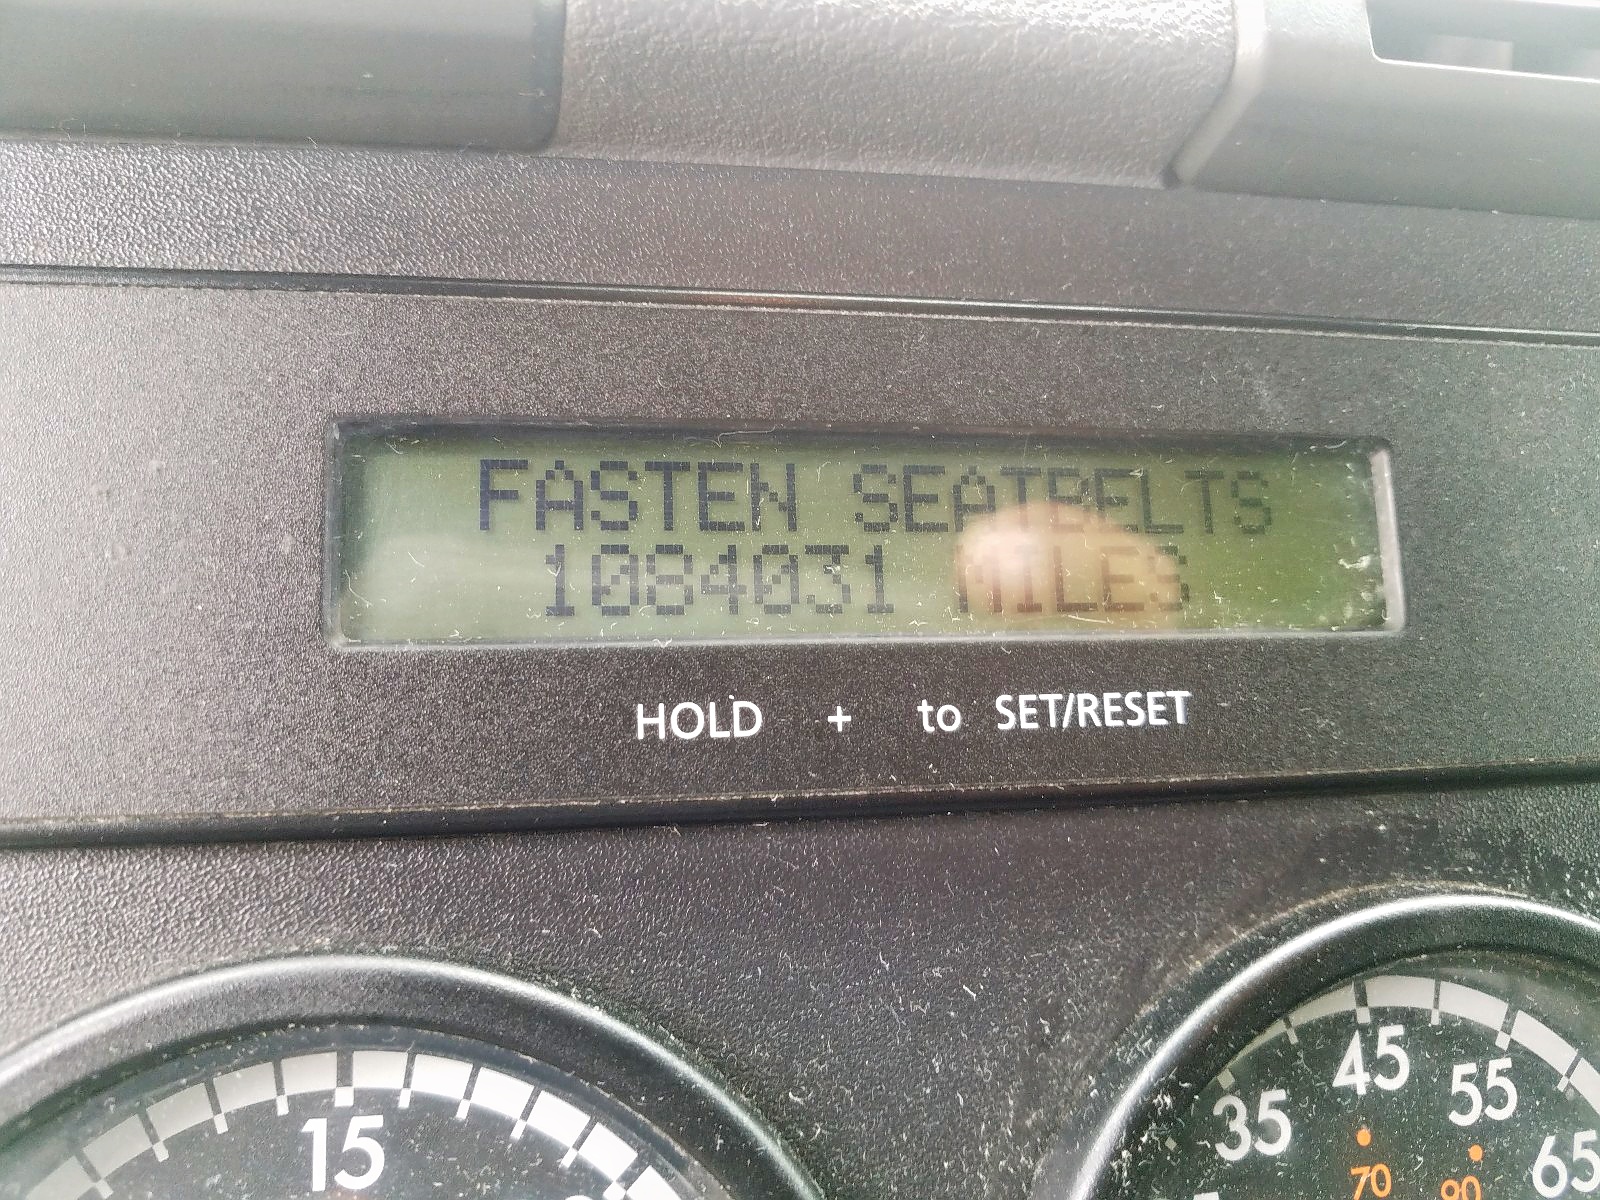 FASTEN SEATBELTS
1084031 MILES
HOLD + to SET/RESET
15
35 45 55 65
70 90